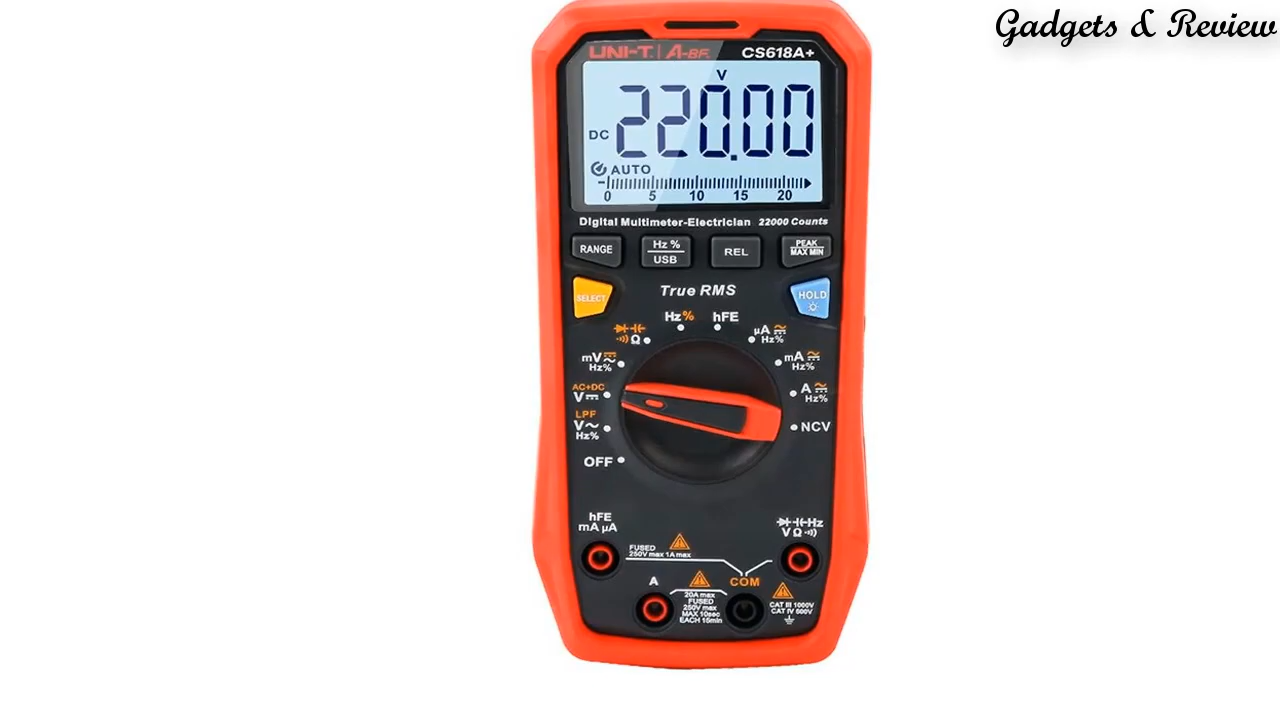 Gadgets & Review
UNI-T | A-BF CS618A+
V
DC 220.00
AUTO
0 5 10 15 20
Digital Multimeter-Electrician 22000 Counts
RANGE
Hz %
USB
REL
PEAK
MAX MIN
SELECT
True RMS
HOLD
Hz% hFE
Ω
µA
Hz%
mV
Hz%
mA
Hz%
AC+DC
V
A
Hz%
LPF
V~
Hz%
NCV
OFF
hFE
mA µA
Hz
V Ω
FUSED
250V max 1A max
A
COM
20A max
FUSED
250V max
MAX 10sec
EACH 15min
CAT III 1000V
CAT IV 600V